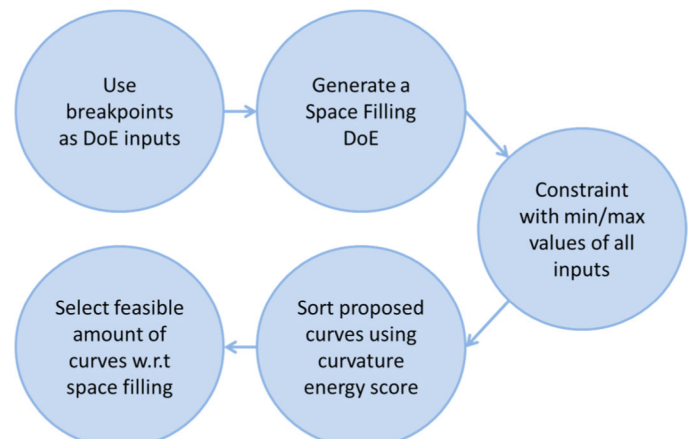 Use
breakpoints
as DoE inputs
Generate a
Space Filling
DoE
Constraint
with min/max
values of all
inputs
Sort proposed
curves using
curvature
energy score
Select feasible
amount of
curves w.r.t
space filling